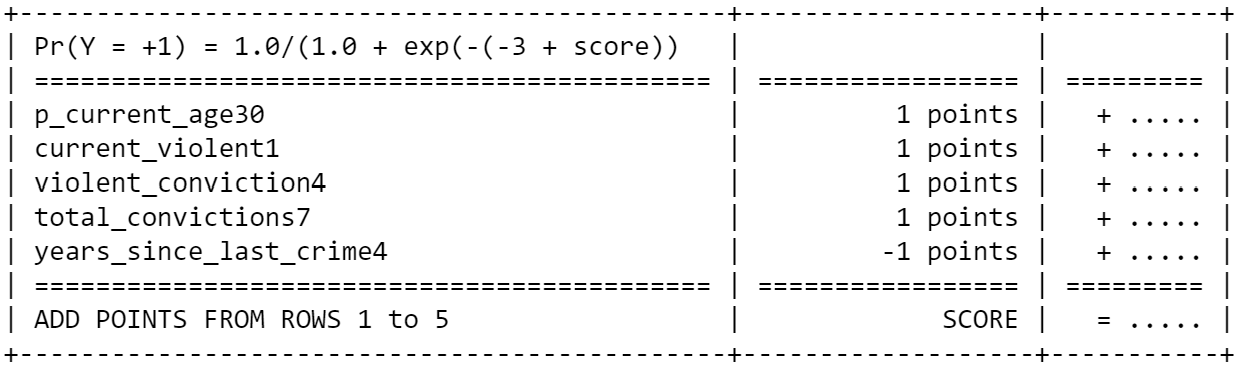 +----------------------------------------------+-------------------+-----------+
| Pr(Y = +1) = 1.0/(1.0 + exp(-(-3 + score))   |                   |           |
| ============================================ | ================= | ========= |
| p_current_age30                              |          1 points |   + ..... |
| current_violent1                             |          1 points |   + ..... |
| violent_conviction4                          |          1 points |   + ..... |
| total_convictions7                           |          1 points |   + ..... |
| years_since_last_crime4                      |         -1 points |   + ..... |
| ============================================ | ================= | ========= |
| ADD POINTS FROM ROWS 1 to 5                  |             SCORE |   = ..... |
+----------------------------------------------+-------------------+-----------+